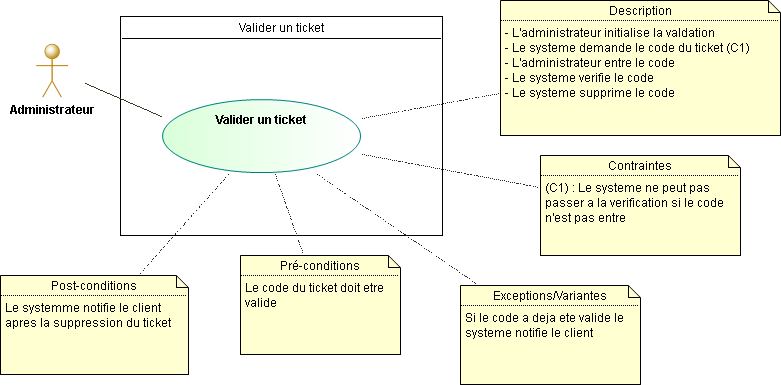 Valider un ticket
Description
- L'administrateur initialise la valdation
- Le systeme demande le code du ticket (C1)
- L'administrateur entre le code
- Le systeme verifie le code
- Le systeme supprime le code
Administrateur
Valider un ticket
Contraintes
(C1) : Le systeme ne peut pas
passer a la verification si le code
n'est pas entre
Post-conditions
Le systemme notifie le client
apres la suppression du ticket
Pré-conditions
Le code du ticket doit etre
valide
Exceptions/Variantes
Si le code a deja ete valide le
systeme notifie le client